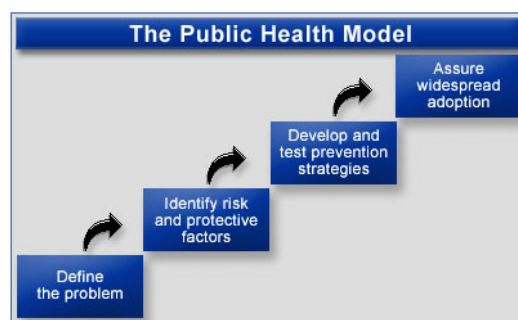 The Public Health Model
Assure
widespread
adoption
Develop and
test prevention
strategies
Identify risk
and protective
factors
Define
the problem